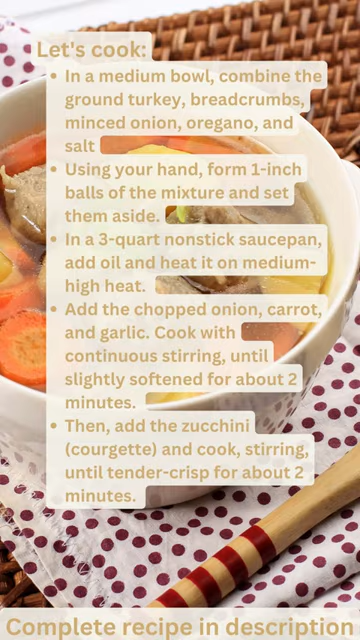 Let's cook:
• In a medium bowl, combine the
ground turkey, breadcrumbs,
minced onion, oregano, and
salt
• Using your hand, form 1-inch
balls of the mixture and set
them aside.
• In a 3-quart nonstick saucepan,
add oil and heat it on medium-
high heat.
• Add the chopped onion, carrot,
and garlic. Cook with
continuous stirring, until
slightly softened for about 2
minutes.
• Then, add the zucchini
(courgette) and cook, stirring,
until tender-crisp for about 2
minutes.
Complete recipe in description